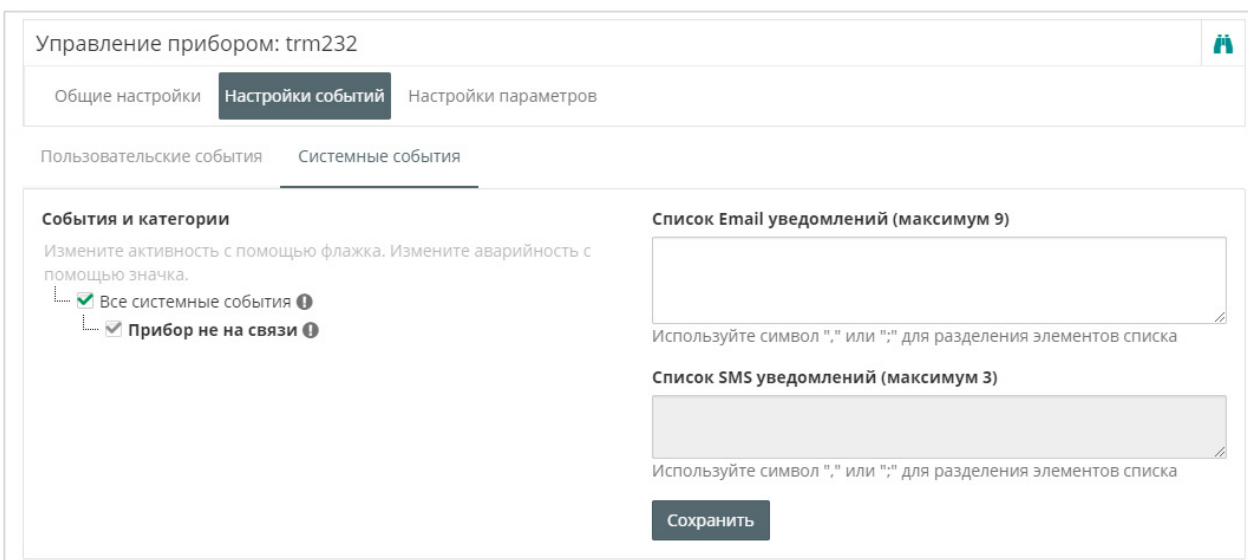 Управление прибором: trm232
Общие настройки Настройки событий Настройки параметров
Пользовательские события Системные события
События и категории
Измените активность с помощью флажка. Измените аварийность с
помощью значка.
Все системные события
Прибор не на связи
Список Email уведомлений (максимум 9)
Используйте символ "," или ";" для разделения элементов списка
Список SMS уведомлений (максимум 3)
Используйте символ "," или ";" для разделения элементов списка
Сохранить